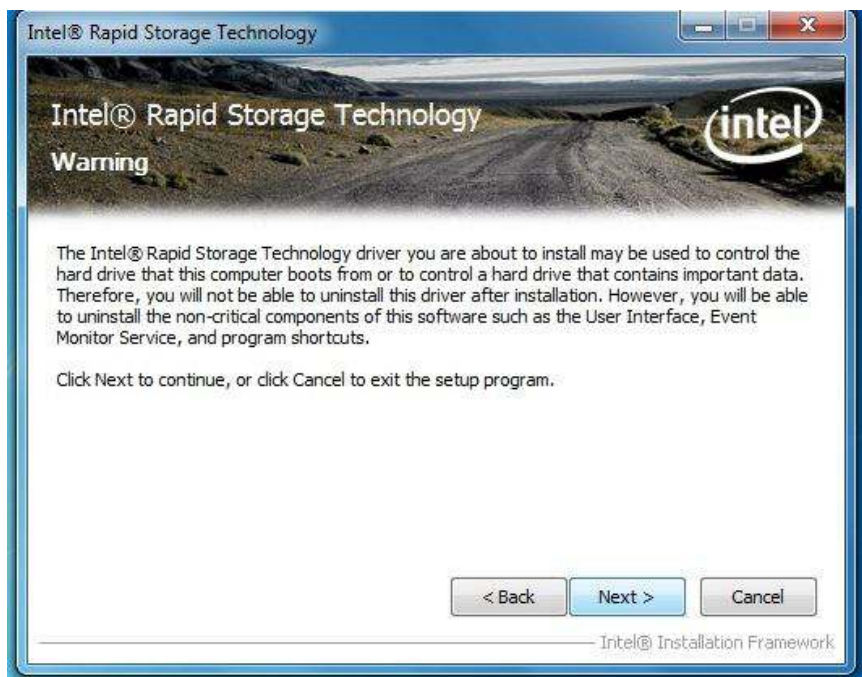 Intel® Rapid Storage Technology
Intel® Rapid Storage Technology
Warning
intel
The Intel® Rapid Storage Technology driver you are about to install may be used to control the
hard drive that this computer boots from or to control a hard drive that contains important data.
Therefore, you will not be able to uninstall this driver after installation. However, you will be able
to uninstall the non-critical components of this software such as the User Interface, Event
Monitor Service, and program shortcuts.
Click Next to continue, or click Cancel to exit the setup program.
< Back Next > Cancel
Intel® Installation Framework